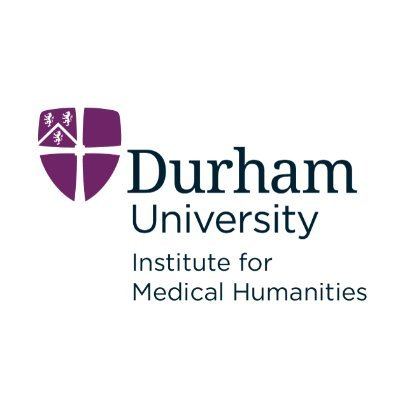 Durham
University
Institute for
Medical Humanities